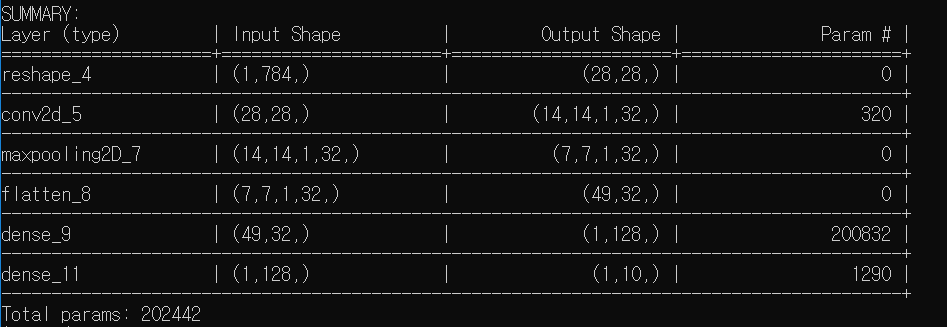 SUMMARY:
Layer (type) | Input Shape | Output Shape | Param # |
reshape_4 | (1,784,) | (28,28,) | 0 |
conv2d_5 | (28,28,) | (14,14,1,32,) | 320 |
maxpooling2D_7 | (14,14,1,32,) | (7,7,1,32,) | 0 |
flatten_8 | (7,7,1,32,) | (49,32,) | 0 |
dense_9 | (49,32,) | (1,128,) | 200832 |
dense_11 | (1,128,) | (1,10,) | 1290 |
Total params: 202442